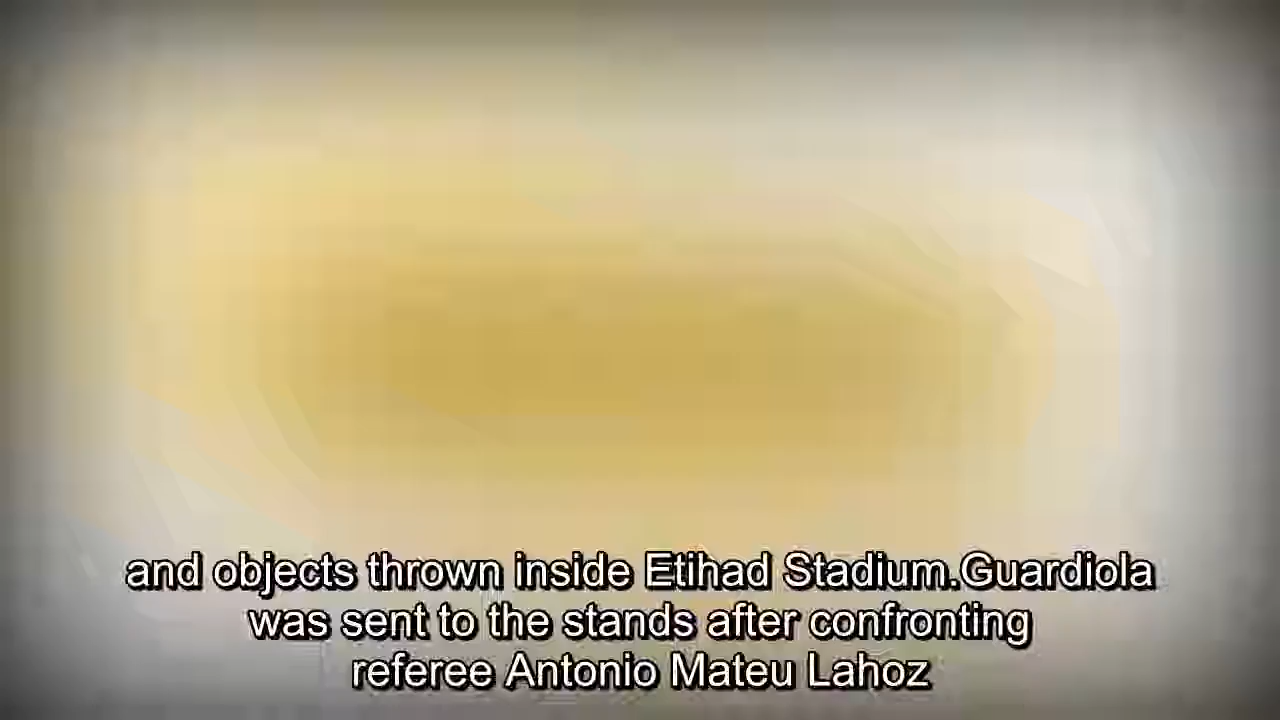 and objects thrown inside Etihad Stadium.Guardiola
was sent to the stands after confronting
referee Antonio Mateu Lahoz